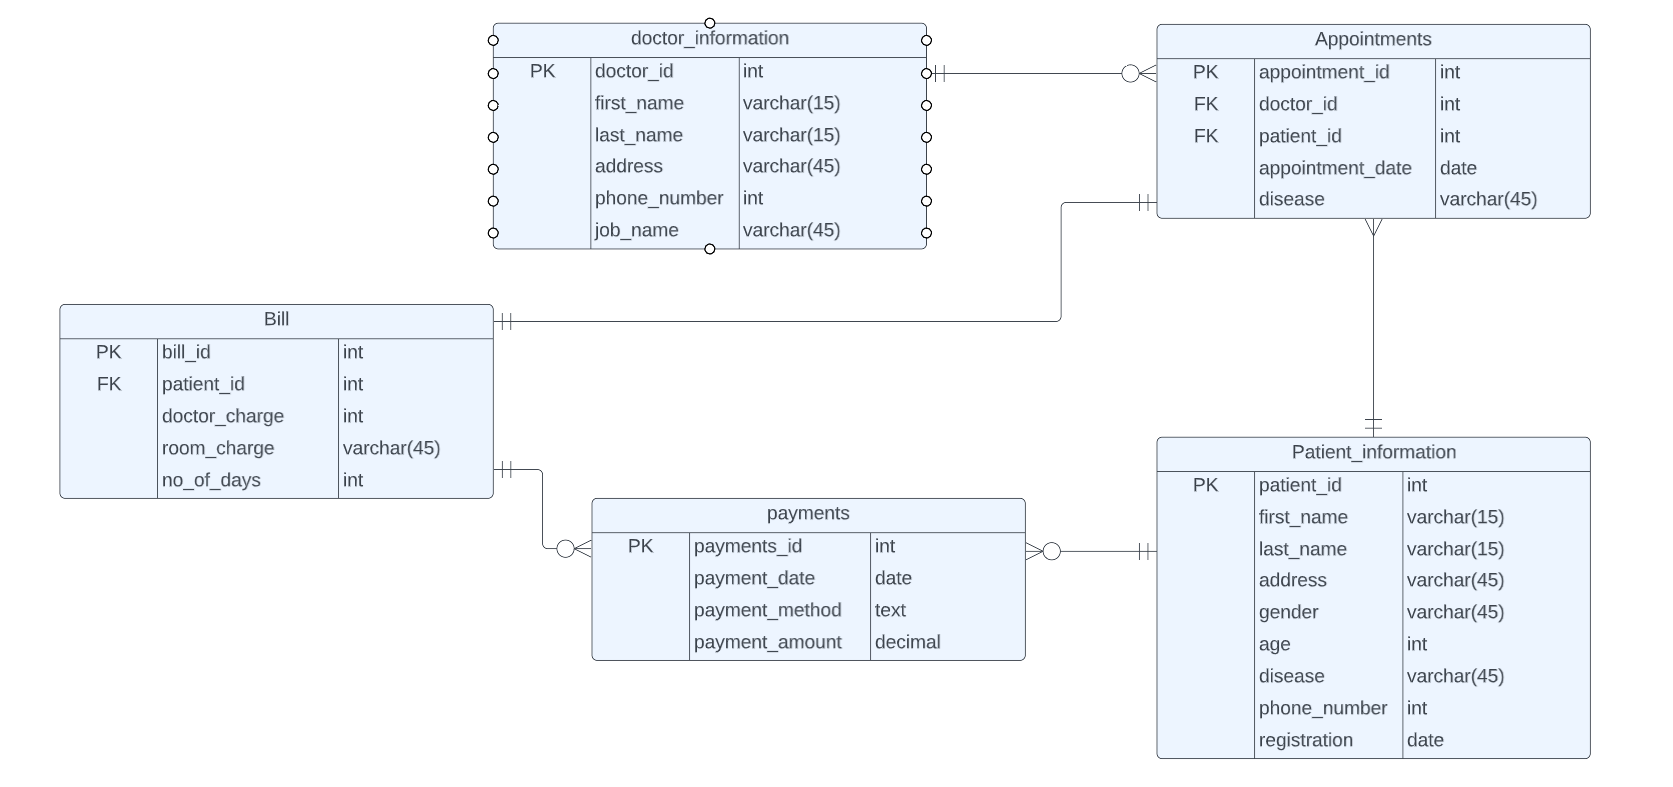 doctor_information
PK doctor_id int
first_name varchar(15)
last_name varchar(15)
address varchar(45)
phone_number int
job_name varchar(45)
Appointments
PK appointment_id int
FK doctor_id int
FK patient_id int
appointment_date date
disease varchar(45)
Bill
PK bill_id int
FK patient_id int
doctor_charge int
room_charge varchar(45)
no_of_days int
payments
PK payments_id int
payment_date date
payment_method text
payment_amount decimal
Patient_information
PK patient_id int
first_name varchar(15)
last_name varchar(15)
address varchar(45)
gender varchar(45)
age int
disease varchar(45)
phone_number int
registration date